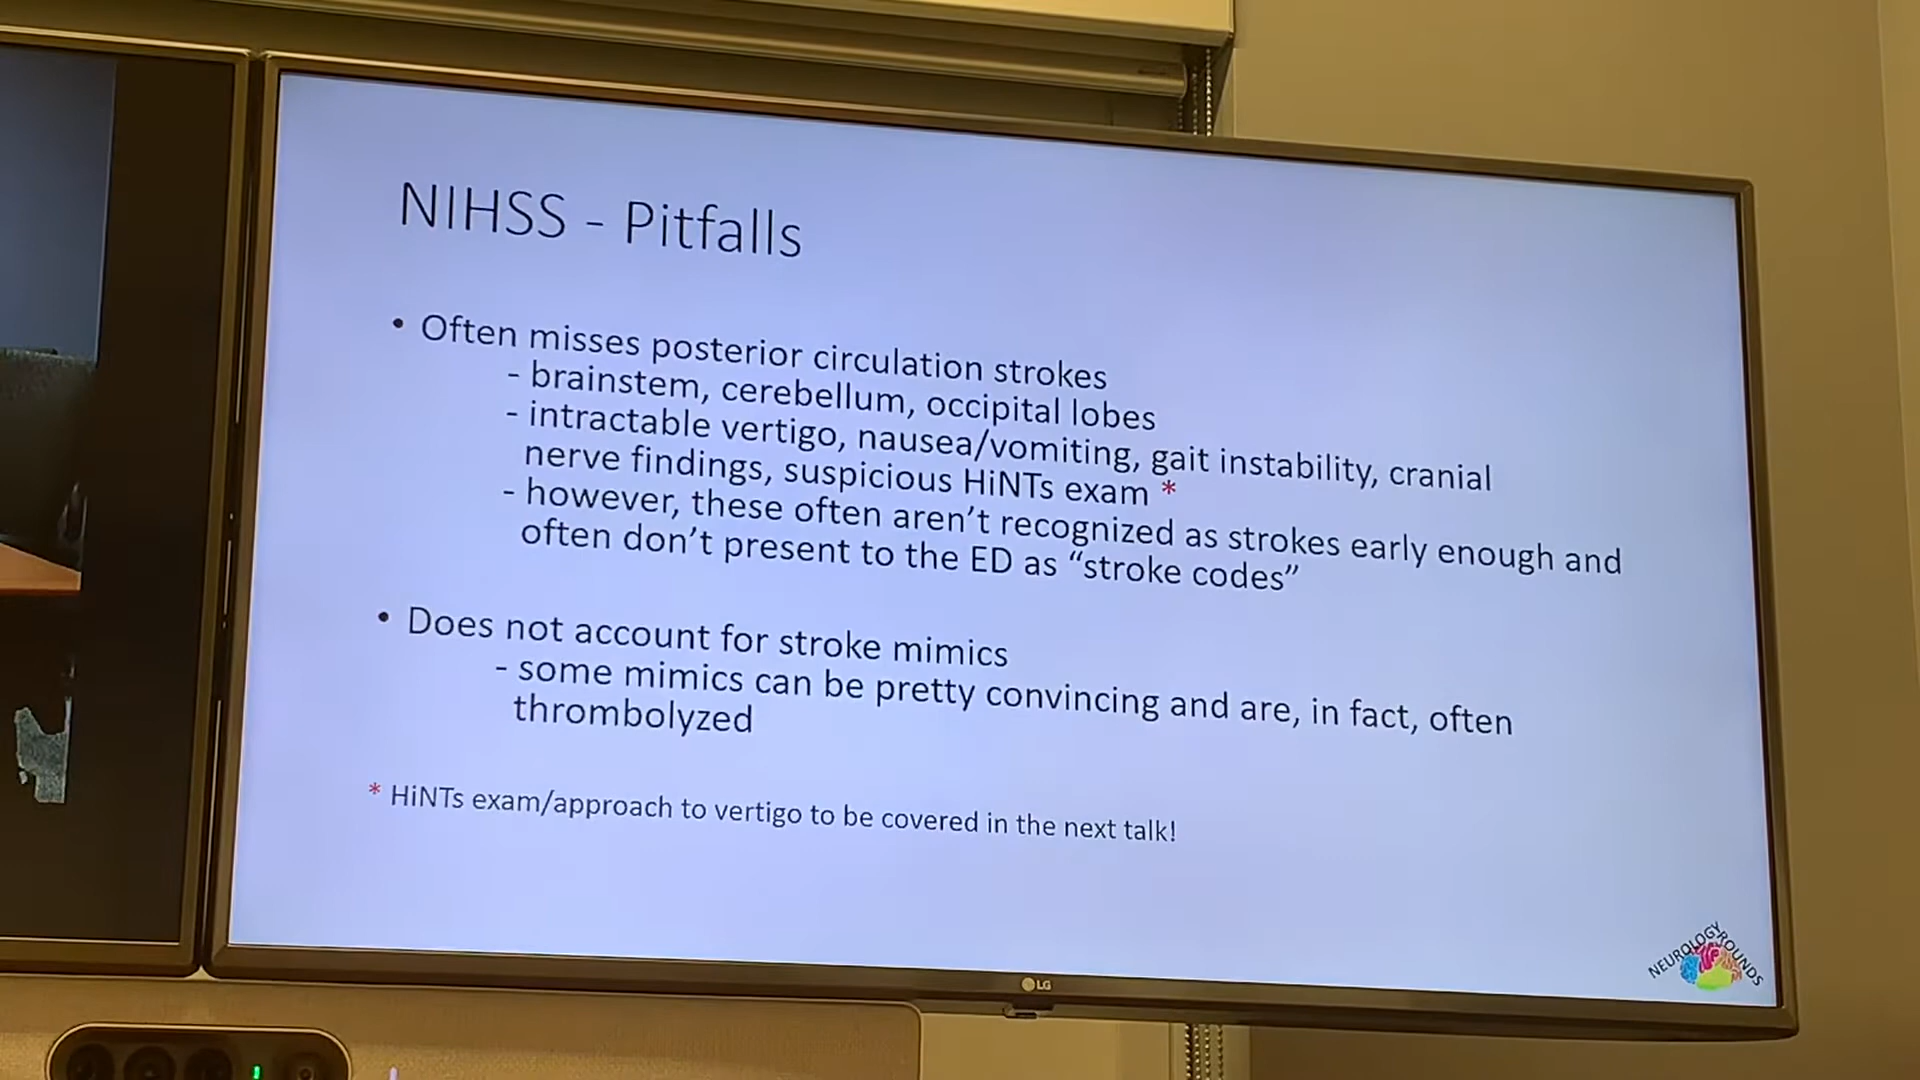 NIHSS - Pitfalls
• Often misses posterior circulation strokes
- brainstem, cerebellum, occipital lobes
- intractable vertigo, nausea/vomiting, gait instability, cranial
nerve findings, suspicious HiNTs exam *
- however, these often aren’t recognized as strokes early enough and
often don’t present to the ED as “stroke codes”
• Does not account for stroke mimics
- some mimics can be pretty convincing and are, in fact, often
thrombolyzed
* HiNTs exam/approach to vertigo to be covered in the next talk!
NEUROLOGY ROUNDS
LG